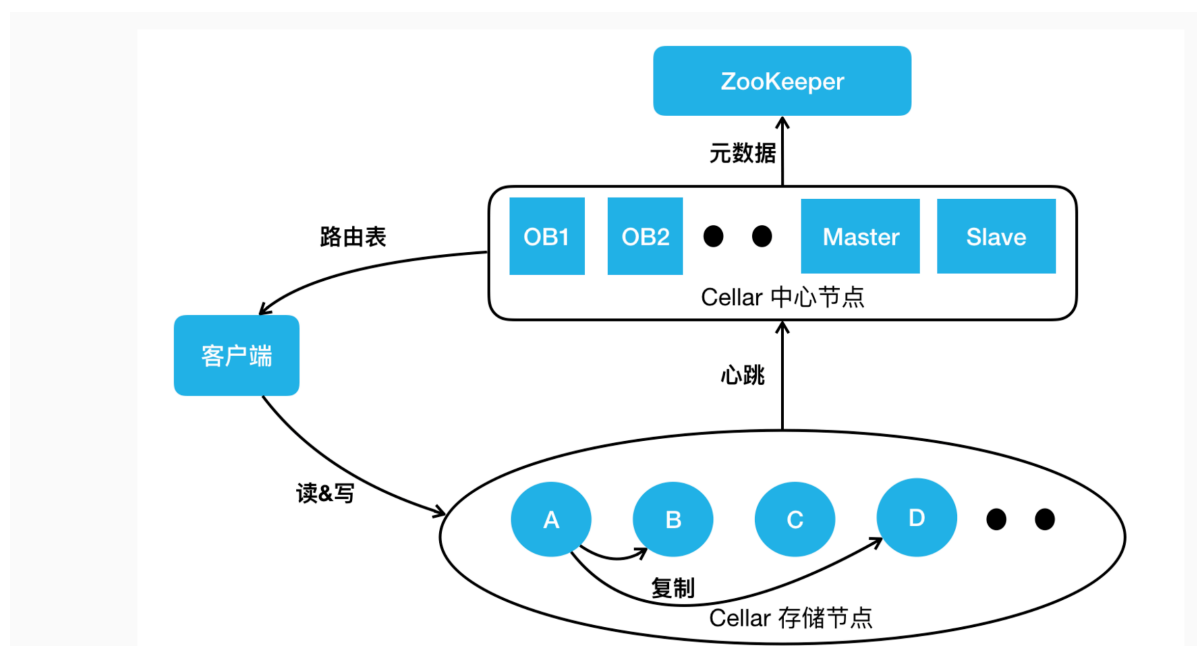 ZooKeeper
元数据
OB1
OB2
Master
Slave
Cellar 中心节点
路由表
客户端
心跳
读&写
A
B
C
D
复制
Cellar 存储节点